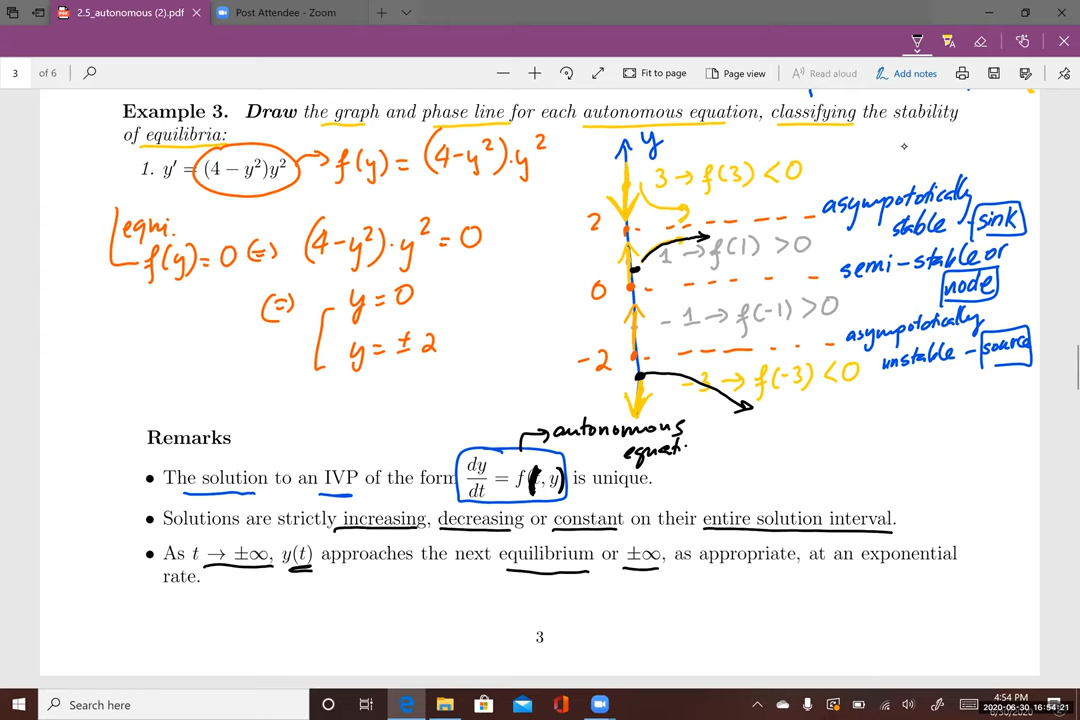 2.5_autonomous (2).pdf
Post Attendee - Zoom
3 of 6
Fit to page
Page view
Read aloud
Add notes
Example 3. Draw the graph and phase line for each autonomous equation, classifying the stability
of equilibria:
1. y′ = (4 − y²)y² → f(y) = (4-y²)·y²
equi.
f(y)=0 (=) (4-y²)·y² = 0
(=) y = 0
y = ± 2
y
3 → f(3) < 0
2
asympototically
stable - sink
1 → f(1) > 0
0
semi-stable or
node
-1 → f(-1) > 0
-2
asympototically
unstable - source
-3 → f(-3) < 0
autonomous
equati.
Remarks
• The solution to an IVP of the form dy/dt = f(t, y) is unique.
• Solutions are strictly increasing, decreasing or constant on their entire solution interval.
• As t → ±∞, y(t) approaches the next equilibrium or ±∞, as appropriate, at an exponential
rate.
3
Search here
4:54 PM
2020-06-30 16:54:21